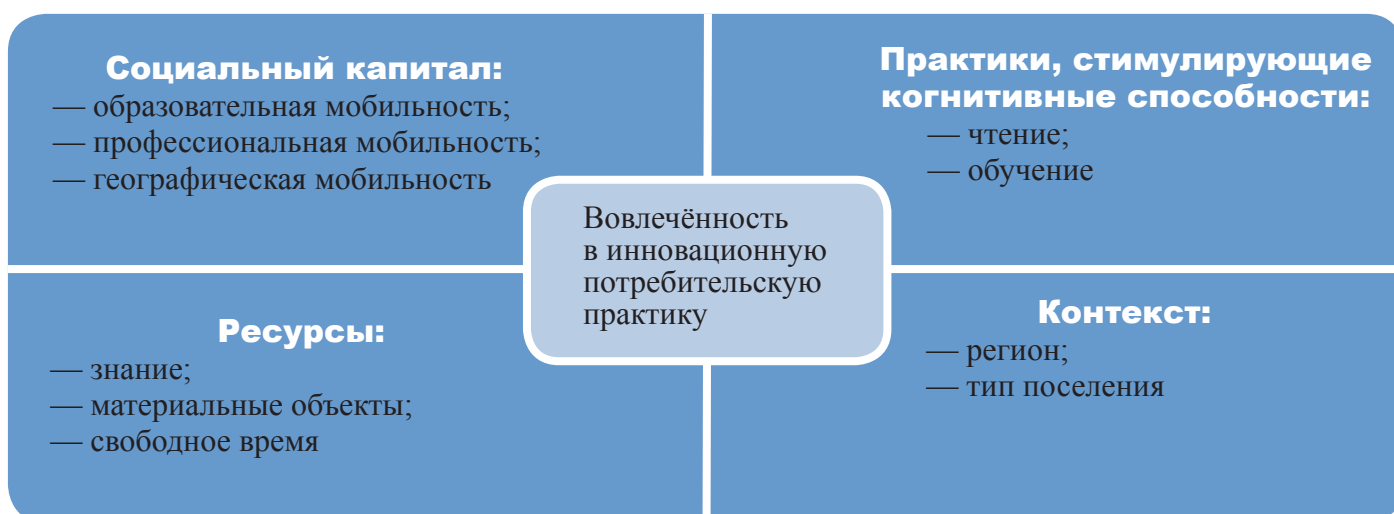 Социальный капитал:
— образовательная мобильность;
— профессиональная мобильность;
— географическая мобильность
Практики, стимулирующие
когнитивные способности:
— чтение;
— обучение
Вовлечённость
в инновационную
потребительскую
практику
Ресурсы:
— знание;
— материальные объекты;
— свободное время
Контекст:
— регион;
— тип поселения